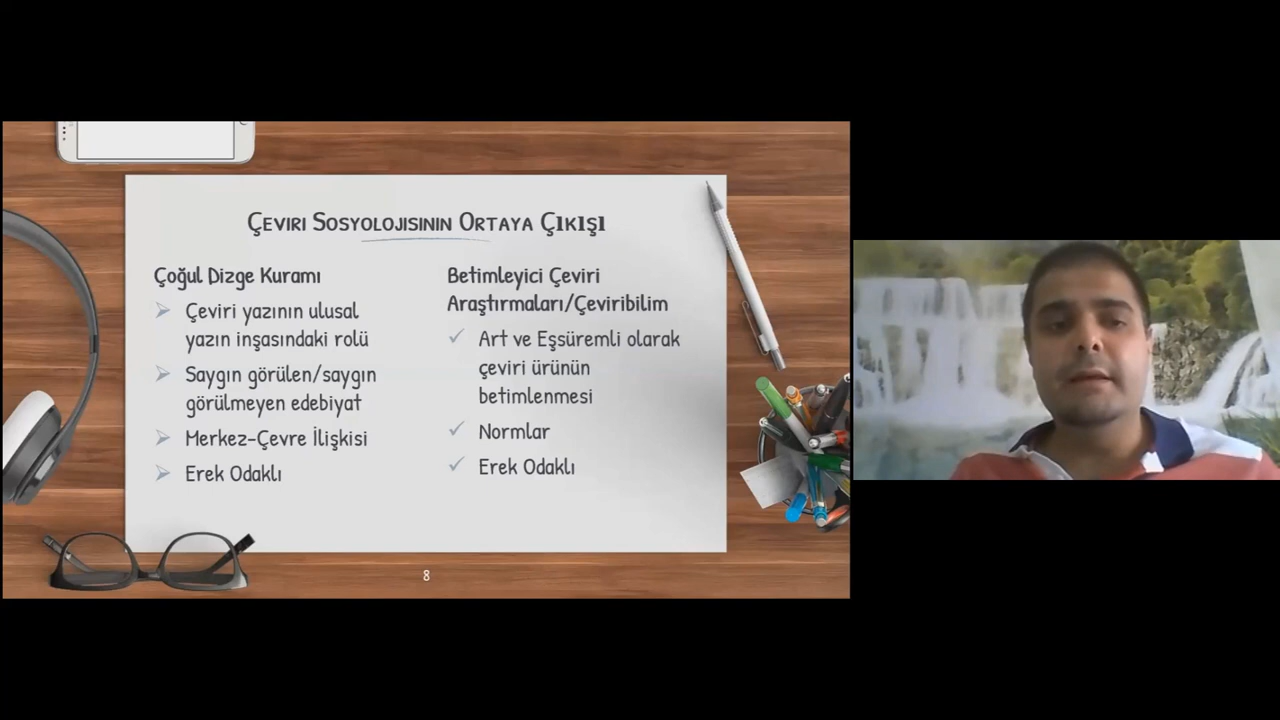 Çeviri Sosyolojisinin Ortaya Çıkışı
Çoğul Dizge Kuramı
Çeviri yazının ulusal
yazın inşasındaki rolü
Saygın görülen/saygın
görülmeyen edebiyat
Merkez-Çevre İlişkisi
Erek Odaklı
Betimleyici Çeviri
Araştırmaları/Çeviribilim
Art ve Eşsüremli olarak
çeviri ürünün
betimlenmesi
Normlar
Erek Odaklı
8